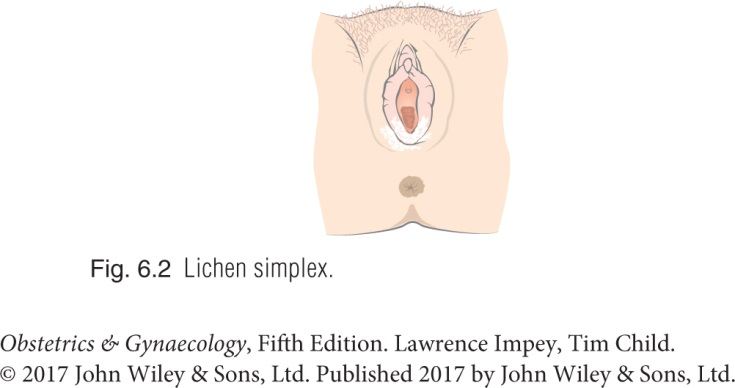 Fig. 6.2 Lichen simplex.
Obstetrics & Gynaecology, Fifth Edition. Lawrence Impey, Tim Child.
© 2017 John Wiley & Sons, Ltd. Published 2017 by John Wiley & Sons, Ltd.